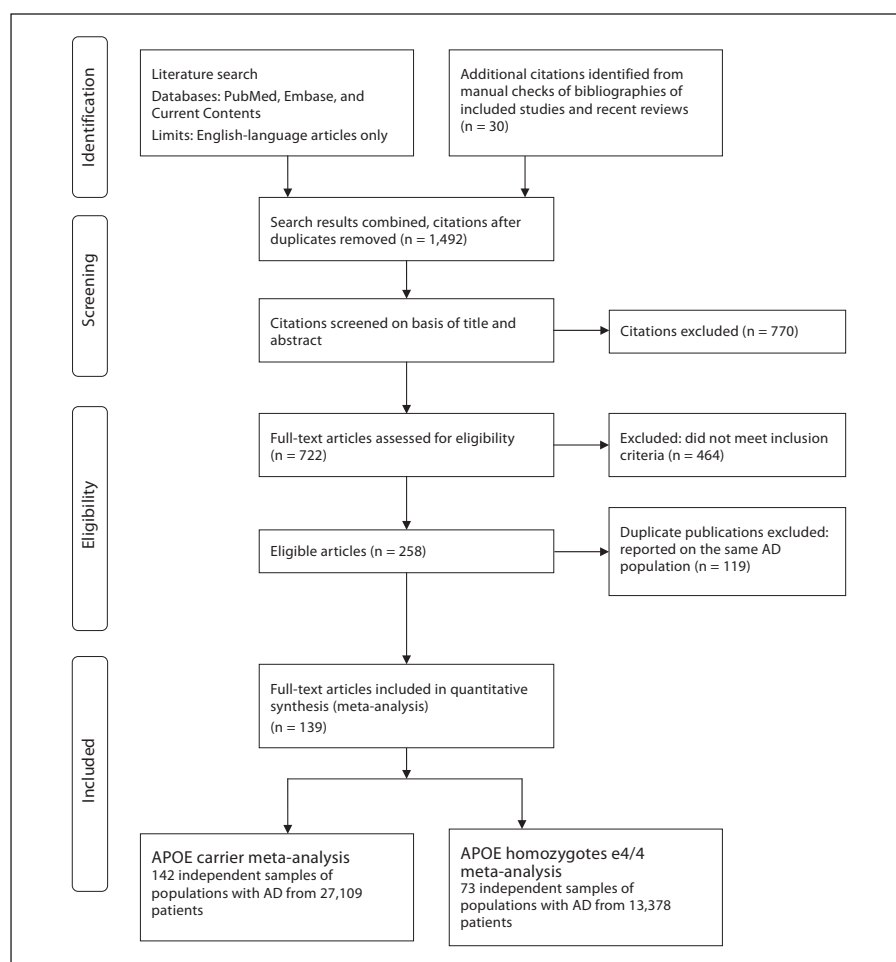 Identification
Literature search
Databases: PubMed, Embase, and
Current Contents
Limits: English-language articles only
Additional citations identified from
manual checks of bibliographies of
included studies and recent reviews
(n = 30)
Screening
Search results combined, citations after
duplicates removed (n = 1,492)
Citations screened on basis of title and
abstract
Citations excluded (n = 770)
Eligibility
Full-text articles assessed for eligibility
(n = 722)
Excluded: did not meet inclusion
criteria (n = 464)
Eligible articles (n = 258)
Duplicate publications excluded:
reported on the same AD
population (n = 119)
Included
Full-text articles included in quantitative
synthesis (meta-analysis)
(n = 139)
APOE carrier meta-analysis
142 independent samples of
populations with AD from 27,109
patients
APOE homozygotes e4/4
meta-analysis
73 independent samples of
populations with AD from 13,378
patients